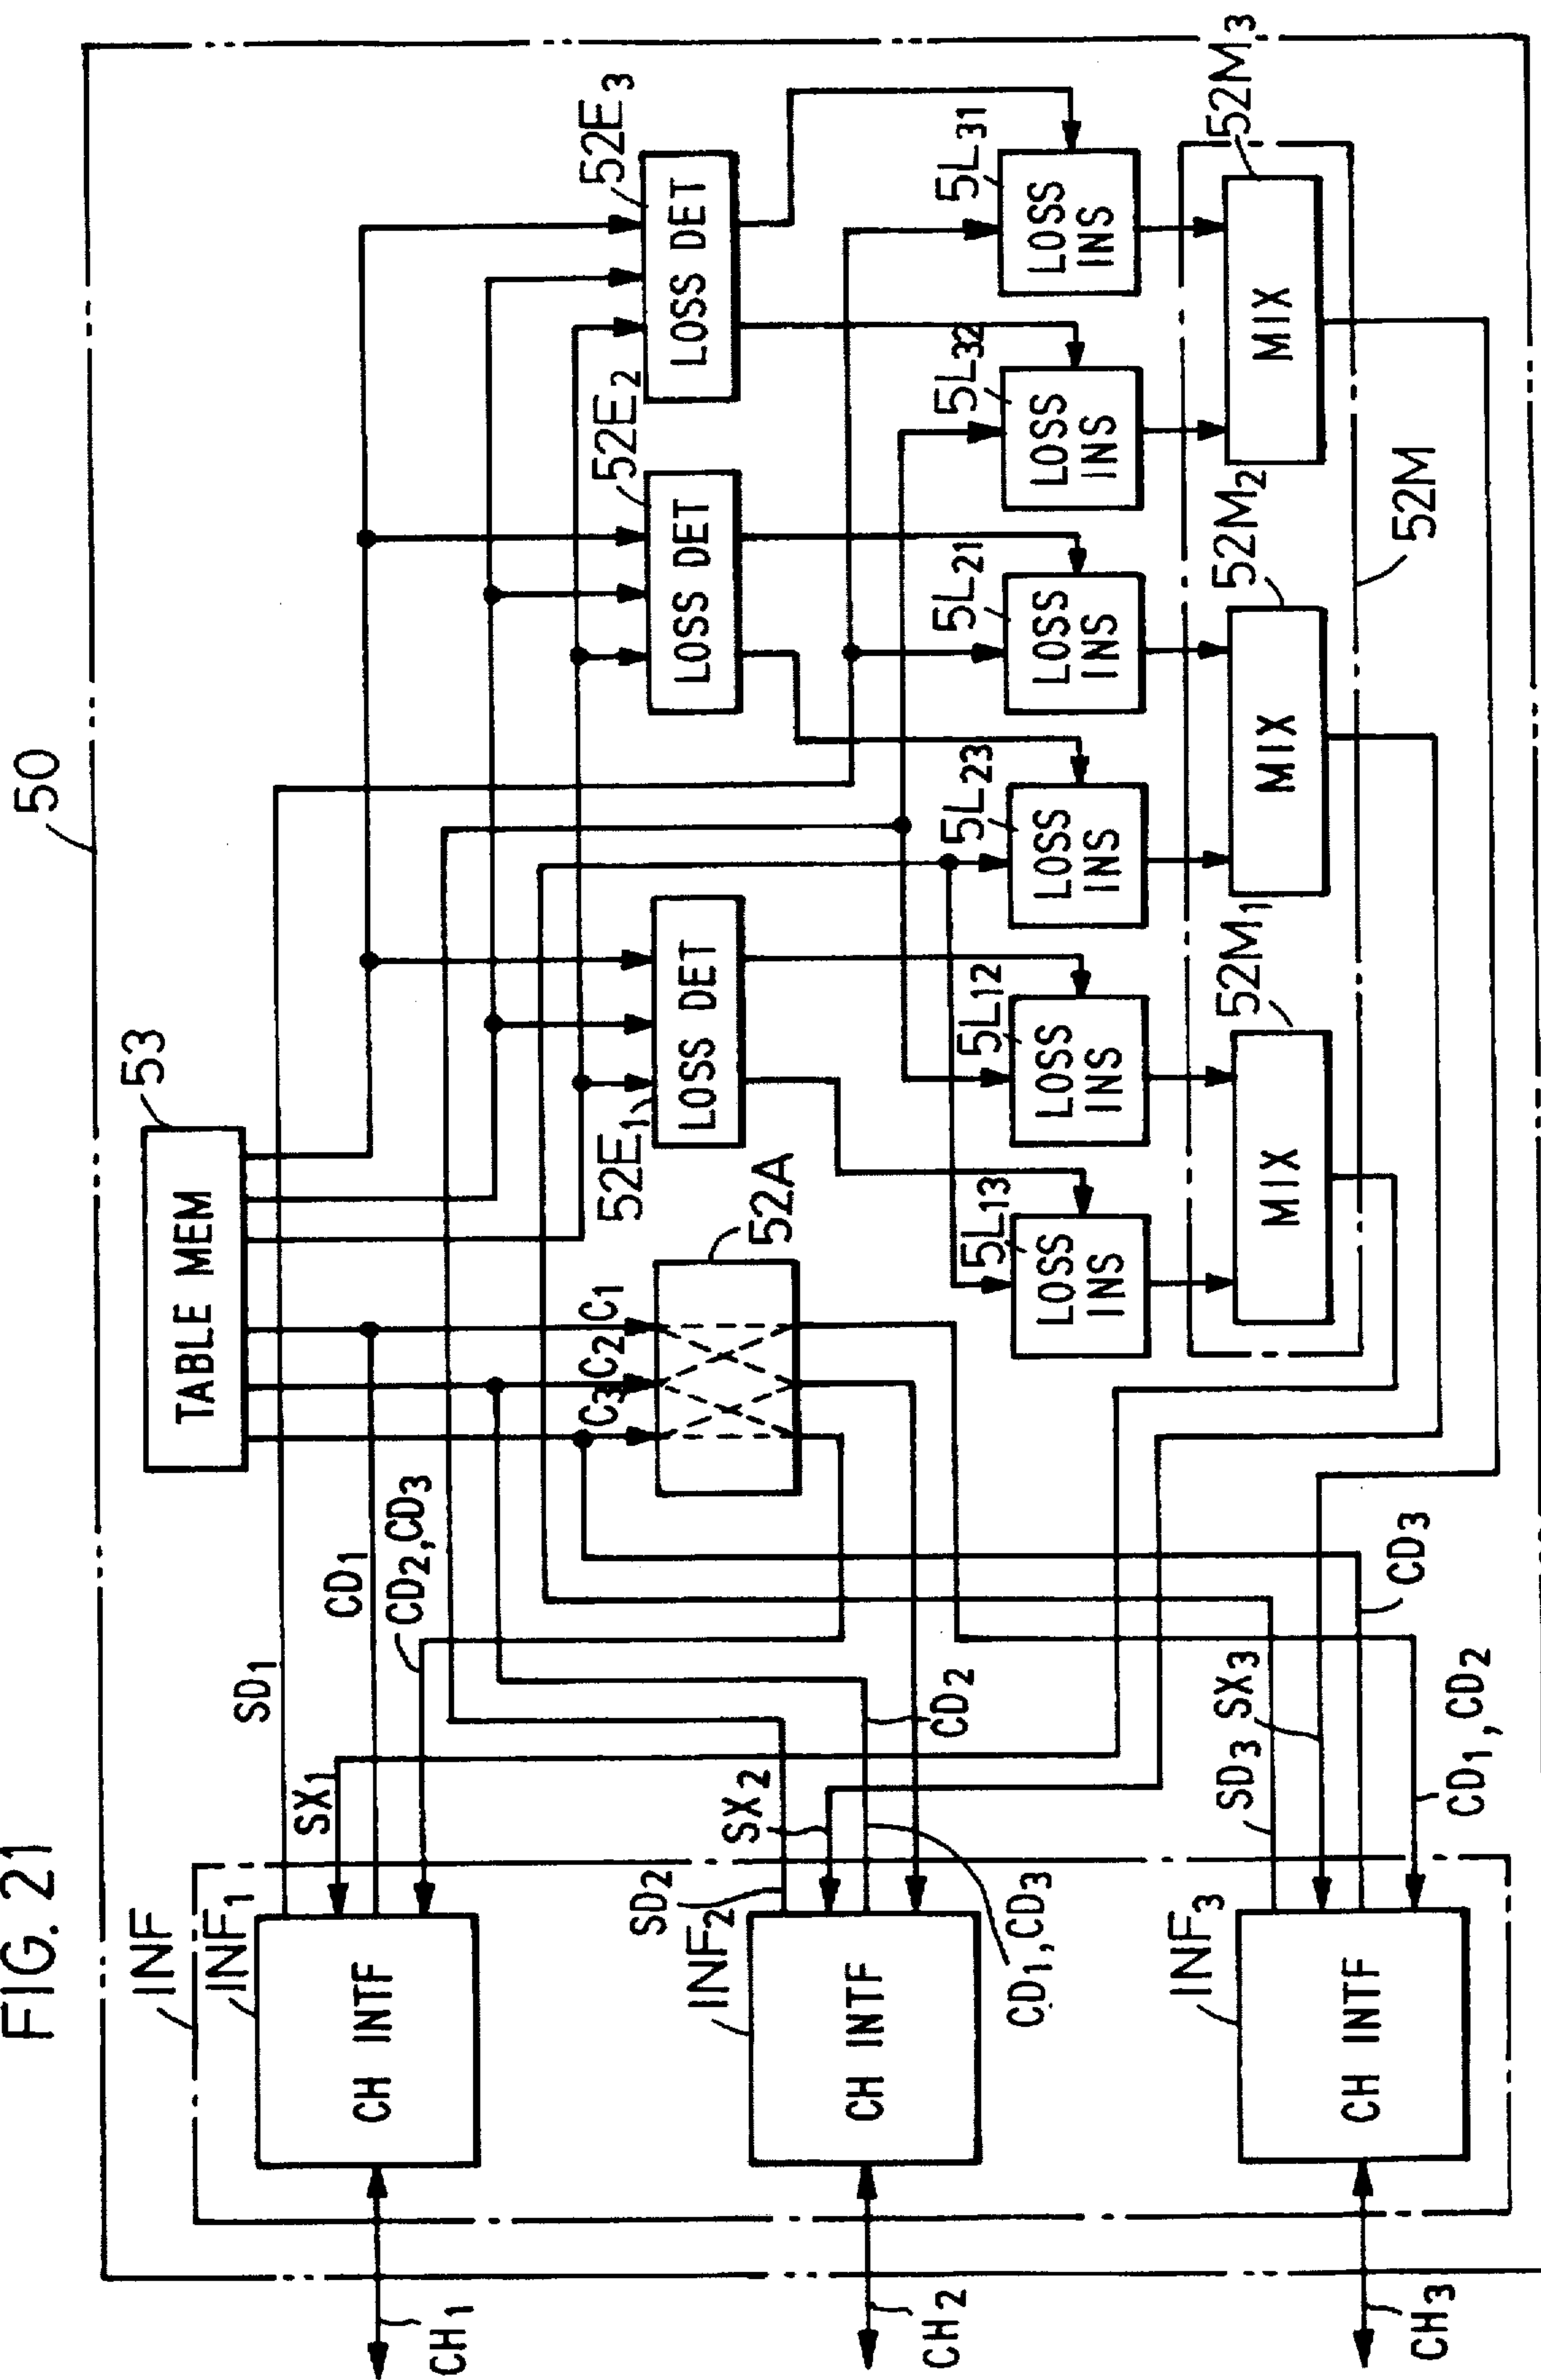 FIG. 21
50
53
TABLE MEM
INF
INF1
CH INTF
CH1
SD1
SX1
CD1
CD2, CD3
INF2
CH INTF
CH2
SD2
SX2
CD2
CD1, CD3
INF3
CH INTF
CH3
SD3
SX3
CD3
CD1, CD2
C1
C2
C3
52A
52E1
LOSS DET
52E2
LOSS DET
52E3
LOSS DET
5L13
LOSS
INS
5L12
LOSS
INS
5L23
LOSS
INS
5L21
LOSS
INS
5L32
LOSS
INS
5L31
LOSS
INS
52M1
MIX
52M2
MIX
52M3
MIX
52M